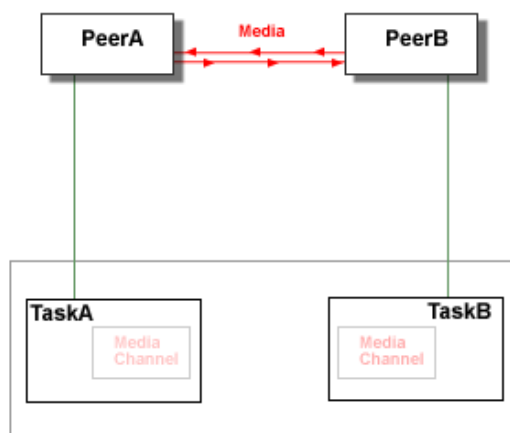 Media
PeerA
PeerB
TaskA
TaskB
Media
Channel
Media
Channel